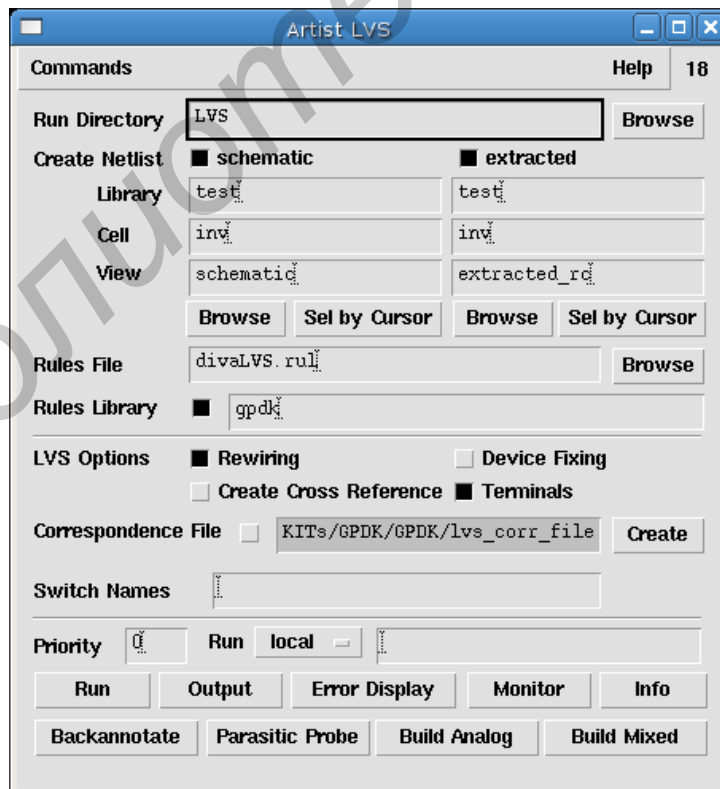 Artist LVS
Commands Help 18
Run Directory LVS Browse
Create Netlist schematic extracted
Library test test
Cell inv inv
View schematic extracted_rc
Browse Sel by Cursor Browse Sel by Cursor
Rules File divaLVS.rul Browse
Rules Library gpdk
LVS Options Rewiring Device Fixing
Create Cross Reference Terminals
Correspondence File KITs/GPDK/GPDK/lvs_corr_file Create
Switch Names
Priority 0 Run local
Run Output Error Display Monitor Info
Backannotate Parasitic Probe Build Analog Build Mixed